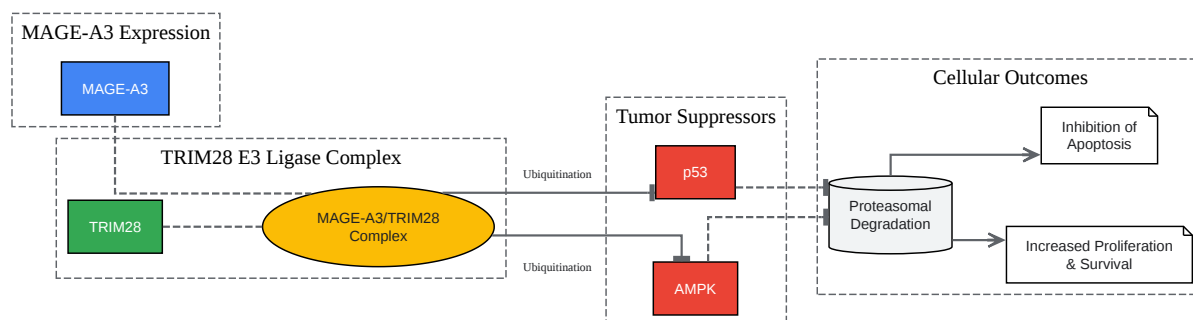 MAGE-A3 Expression
MAGE-A3
TRIM28 E3 Ligase Complex
TRIM28
MAGE-A3/TRIM28
Complex
Ubiquitination
Ubiquitination
Tumor Suppressors
p53
AMPK
Cellular Outcomes
Proteasomal
Degradation
Inhibition of
Apoptosis
Increased Proliferation
& Survival